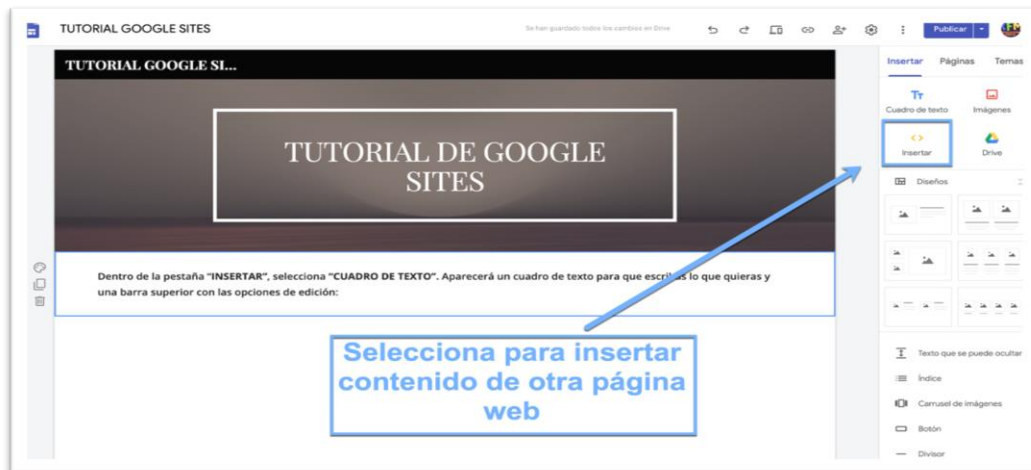 TUTORIAL GOOGLE SITES
Se han guardado todos los cambios en Drive
Publicar
TUTORIAL GOOGLE SI...
TUTORIAL DE GOOGLE
SITES
Dentro de la pestaña "INSERTAR", selecciona "CUADRO DE TEXTO". Aparecerá un cuadro de texto para que escribas lo que quieras y
una barra superior con las opciones de edición:
Selecciona para insertar
contenido de otra página
web
Insertar Páginas Temas
Cuadro de texto Imágenes
Insertar Drive
Diseños
Texto que se puede ocultar
Índice
Carrusel de imágenes
Botón
Divisor